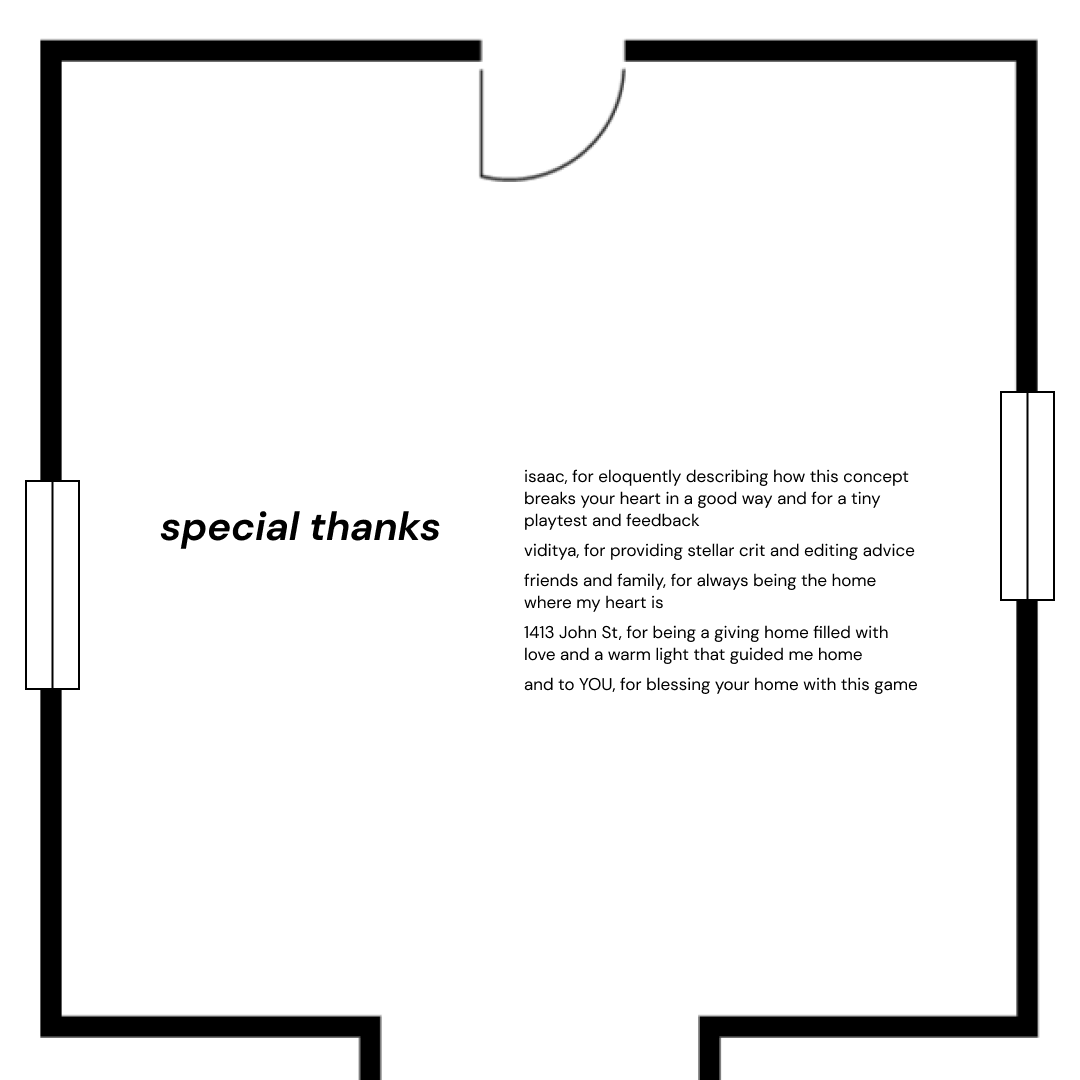 special thanks
isaac, for eloquently describing how this concept
breaks your heart in a good way and for a tiny
playtest and feedback
viditya, for providing stellar crit and editing advice
friends and family, for always being the home
where my heart is
1413 John St, for being a giving home filled with
love and a warm light that guided me home
and to YOU, for blessing your home with this game